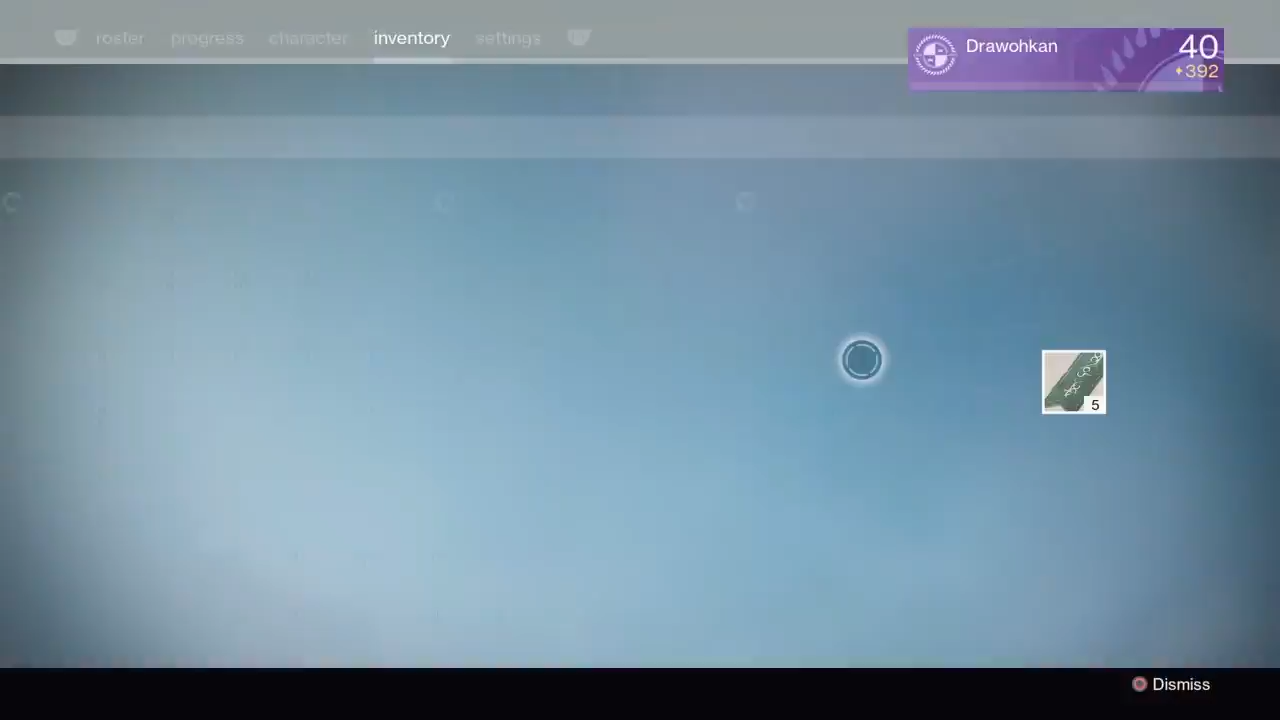 roster progress character inventory settings
Drawohkan
40
+392
5
Dismiss